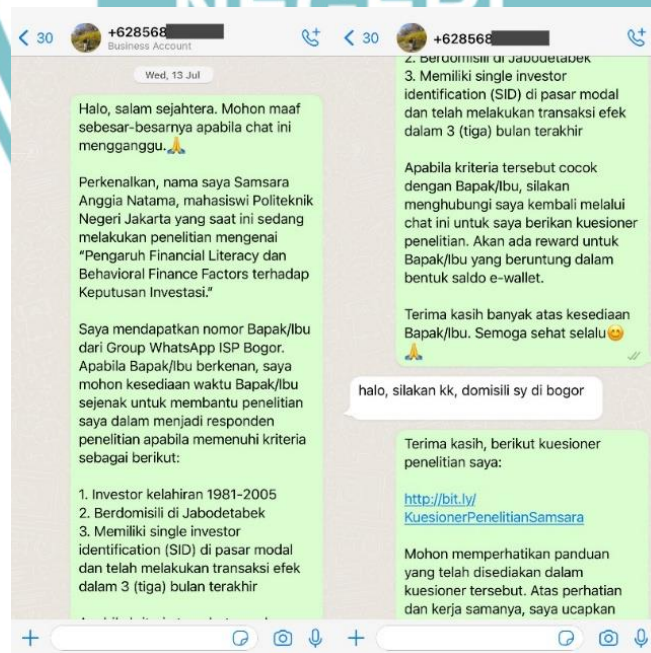 NEGERI
30
+628568
Business Account
Wed, 13 Jul
Halo, salam sejahtera. Mohon maaf
sebesar-besarnya apabila chat ini
mengganggu.🙏
Perkenalkan, nama saya Samsara
Anggia Natama, mahasiswi Politeknik
Negeri Jakarta yang saat ini sedang
melakukan penelitian mengenai
“Pengaruh Financial Literacy dan
Behavioral Finance Factors terhadap
Keputusan Investasi.”
Saya mendapatkan nomor Bapak/Ibu
dari Group WhatsApp ISP Bogor.
Apabila Bapak/Ibu berkenan, saya
mohon kesediaan waktu Bapak/Ibu
sejenak untuk membantu penelitian
saya dalam menjadi responden
penelitian apabila memenuhi kriteria
sebagai berikut:
1. Investor kelahiran 1981-2005
2. Berdomisili di Jabodetabek
3. Memiliki single investor
identification (SID) di pasar modal
dan telah melakukan transaksi efek
dalam 3 (tiga) bulan terakhir
30
+628568
2. Berdomisili di Jabodetabek
3. Memiliki single investor
identification (SID) di pasar modal
dan telah melakukan transaksi efek
dalam 3 (tiga) bulan terakhir
Apabila kriteria tersebut cocok
dengan Bapak/Ibu, silakan
menghubungi saya kembali melalui
chat ini untuk saya berikan kuesioner
penelitian. Akan ada reward untuk
Bapak/Ibu yang beruntung dalam
bentuk saldo e-wallet.
Terima kasih banyak atas kesediaan
Bapak/Ibu. Semoga sehat selalu😊
🙏
halo, silakan kk, domisili sy di bogor
Terima kasih, berikut kuesioner
penelitian saya:
http://bit.ly/
KuesionerPenelitianSamsara
Mohon memperhatikan panduan
yang telah disediakan dalam
kuesioner tersebut. Atas perhatian
dan kerja samanya, saya ucapkan